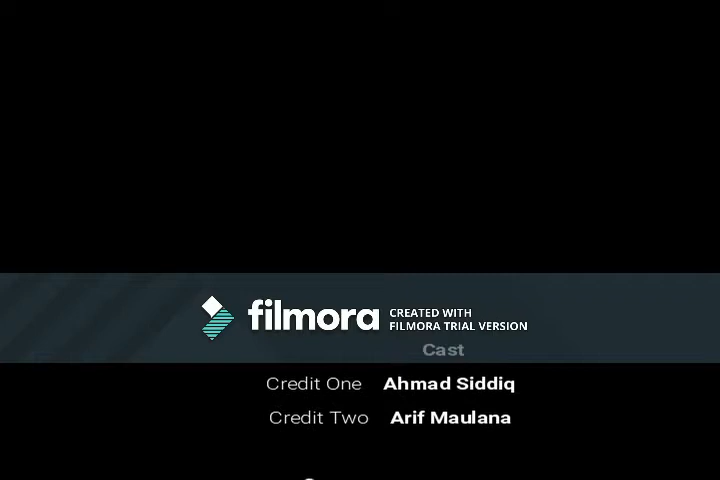 filmora
CREATED WITH
FILMORA TRIAL VERSION
Cast
Credit One Ahmad Siddiq
Credit Two Arif Maulana